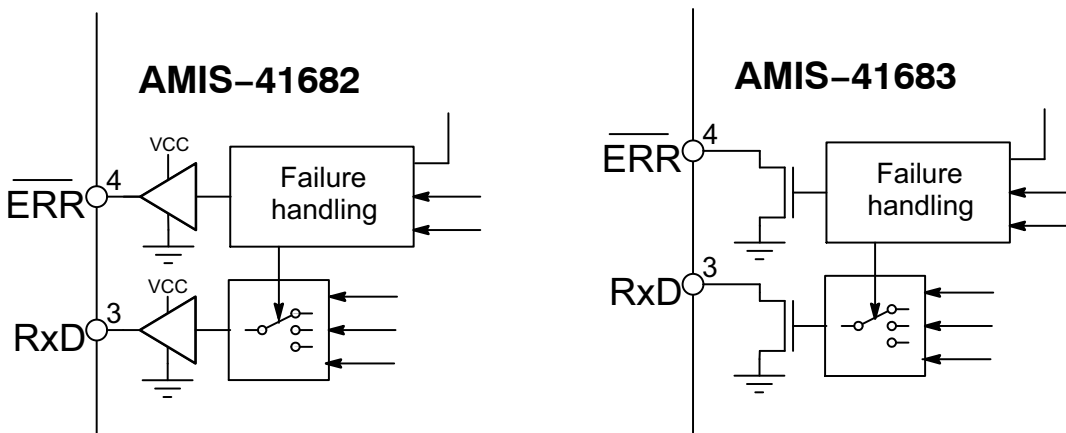 AMIS−41682
VCC
ERR
4
Failure
handling
VCC
RxD
3
AMIS−41683
ERR
4
Failure
handling
RxD
3